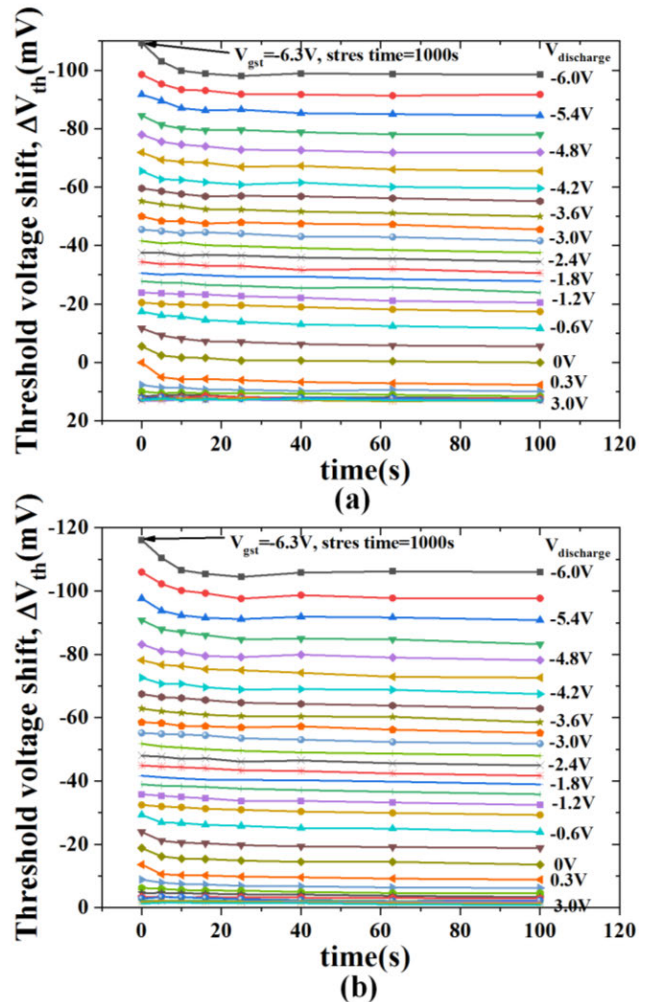 Threshold voltage shift, ΔVth(mV)
-100
-80
-60
-40
-20
0
20
Vgst=-6.3V, stres time=1000s
Vdischarge
-6.0V
-5.4V
-4.8V
-4.2V
-3.6V
-3.0V
-2.4V
-1.8V
-1.2V
-0.6V
0V
0.3V
3.0V
0 20 40 60 80 100 120
time(s)
(a)
Threshold voltage shift, ΔVth(mV)
-120
-100
-80
-60
-40
-20
0
Vgst=-6.3V, stres time=1000s
Vdischarge
-6.0V
-5.4V
-4.8V
-4.2V
-3.6V
-3.0V
-2.4V
-1.8V
-1.2V
-0.6V
0V
0.3V
3.0V
0 20 40 60 80 100 120
time(s)
(b)